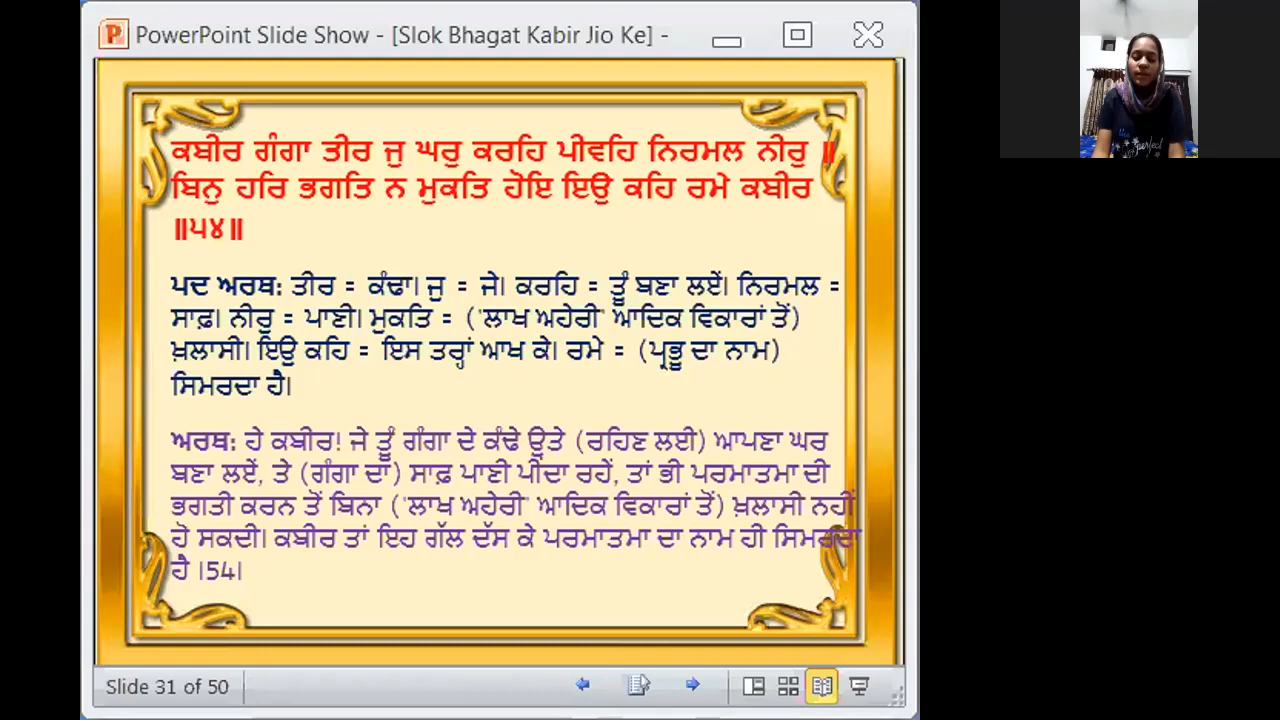 PowerPoint Slide Show - [Slok Bhagat Kabir Jio Ke] -
ਕਬੀਰ ਗੰਗਾ ਤੀਰ ਜੁ ਘਰੁ ਕਰਹਿ ਪੀਵਹਿ ਨਿਰਮਲ ਨੀਰੁ ॥
ਬਿਨੁ ਹਰਿ ਭਗਤਿ ਨ ਮੁਕਤਿ ਹੋਇ ਇਉ ਕਹਿ ਰਮੇ ਕਬੀਰ
॥੫੪॥
ਪਦ ਅਰਥ: ਤੀਰ = ਕੰਢਾ। ਜੁ = ਜੇ। ਕਰਹਿ = ਤੂੰ ਬਣਾ ਲਏਂ। ਨਿਰਮਲ =
ਸਾਫ਼। ਨੀਰੁ = ਪਾਣੀ। ਮੁਕਤਿ = ('ਲਾਖ ਅਹੇਰੀ' ਆਦਿਕ ਵਿਕਾਰਾਂ ਤੋਂ)
ਖ਼ਲਾਸੀ। ਇਉ ਕਹਿ = ਇਸ ਤਰ੍ਹਾਂ ਆਖ ਕੇ। ਰਮੇ = (ਪ੍ਰਭੂ ਦਾ ਨਾਮ)
ਸਿਮਰਦਾ ਹੈ।
ਅਰਥ: ਹੇ ਕਬੀਰ! ਜੇ ਤੂੰ ਗੰਗਾ ਦੇ ਕੰਢੇ ਉਤੇ (ਰਹਿਣ ਲਈ) ਆਪਣਾ ਘਰ
ਬਣਾ ਲਏਂ, ਤੇ (ਗੰਗਾ ਦਾ) ਸਾਫ਼ ਪਾਣੀ ਪੀਂਦਾ ਰਹੇਂ, ਤਾਂ ਭੀ ਪਰਮਾਤਮਾ ਦੀ
ਭਗਤੀ ਕਰਨ ਤੋਂ ਬਿਨਾ ('ਲਾਖ ਅਹੇਰੀ' ਆਦਿਕ ਵਿਕਾਰਾਂ ਤੋਂ) ਖ਼ਲਾਸੀ ਨਹੀਂ
ਹੋ ਸਕਦੀ। ਕਬੀਰ ਤਾਂ ਇਹ ਗੱਲ ਦੱਸ ਕੇ ਪਰਮਾਤਮਾ ਦਾ ਨਾਮ ਹੀ ਸਿਮਰਦਾ
ਹੈ ।54।
Slide 31 of 50
perfect